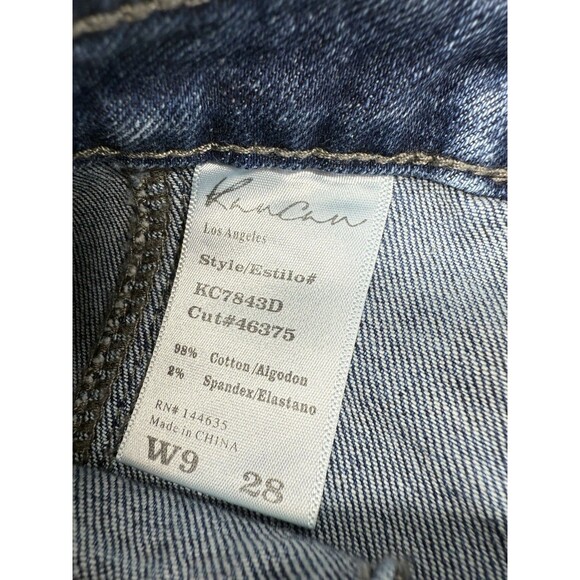 KanCan
Los Angeles
Style/Estilo#
KC7843D
Cut#46375
98% Cotton/Algodon
2% Spandex/Elastano
RN# 144635
Made in CHINA
W9 28